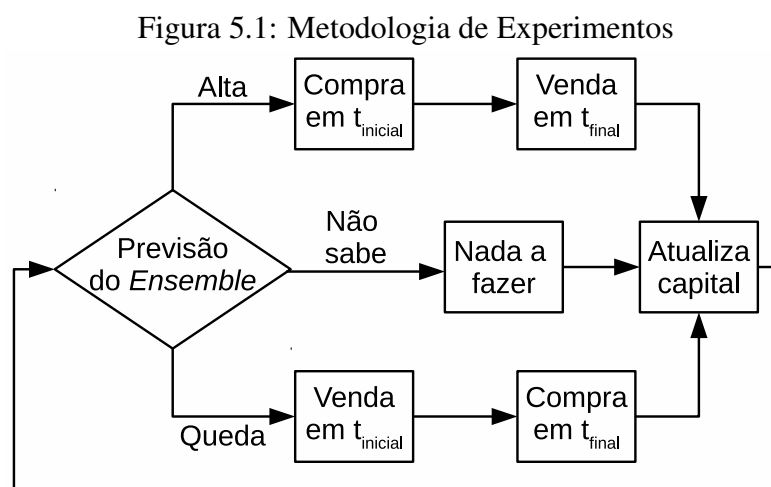 Figura 5.1: Metodologia de Experimentos
Alta
Compra
em t_inicial
Venda
em t_final
Previsão
do Ensemble
Não
sabe
Nada a
fazer
Atualiza
capital
Queda
Venda
em t_inicial
Compra
em t_final